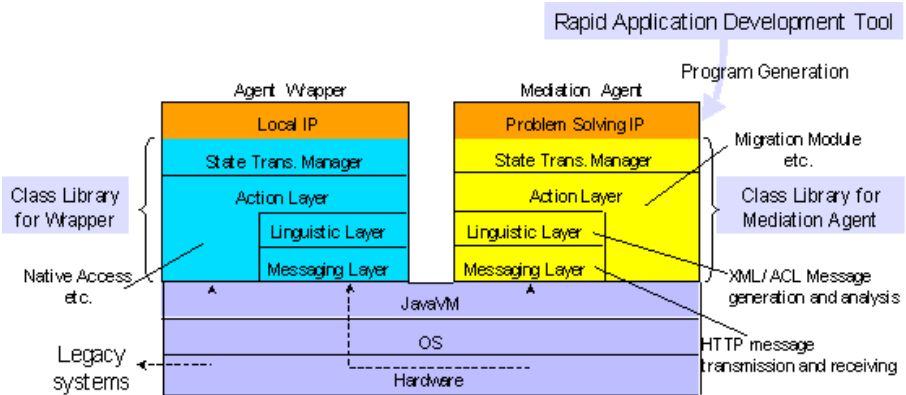 Rapid Application Development Tool
Program Generation
Agent Wrapper
Mediation Agent
Local IP
Problem Solving IP
State Trans. Manager
State Trans. Manager
Migration Module
etc.
Class Library
for Wrapper
Action Layer
Action Layer
Class Library for
Mediation Agent
Linguistic Layer
Linguistic Layer
Native Access
etc.
Messaging Layer
Messaging Layer
XML/ACL Message
generation and analysis
JavaVM
OS
HTTP message
transmission and receiving
Legacy
systems
Hardware